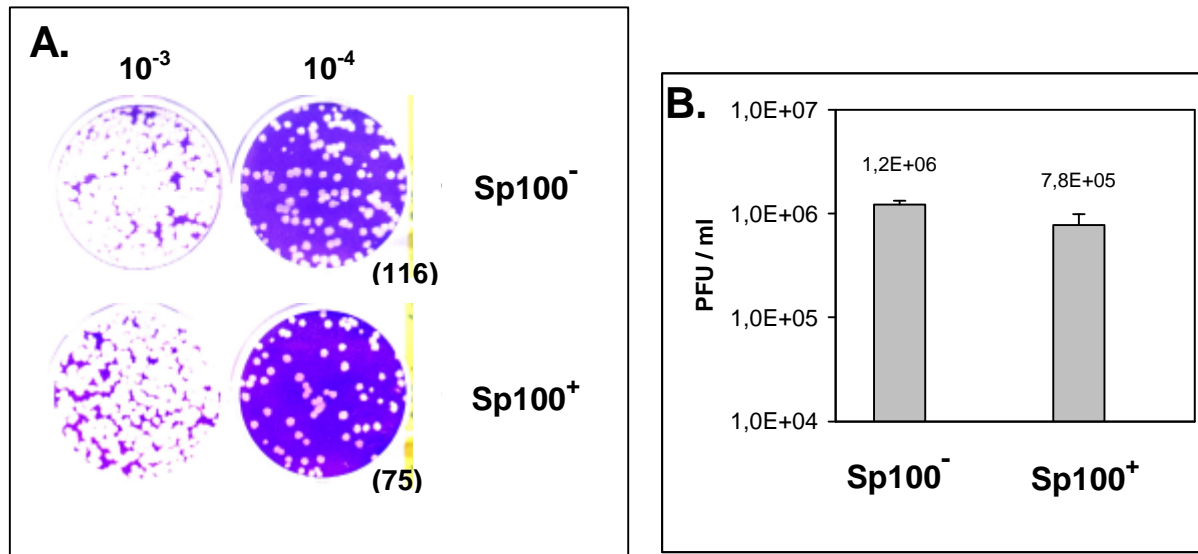 A.
10⁻³ 10⁻⁴
Sp100⁻
(116)
Sp100⁺
(75)
B.
1,0E+07
1,0E+06
1,0E+05
1,0E+04
PFU / ml
1,2E+06
7,8E+05
Sp100⁻ Sp100⁺